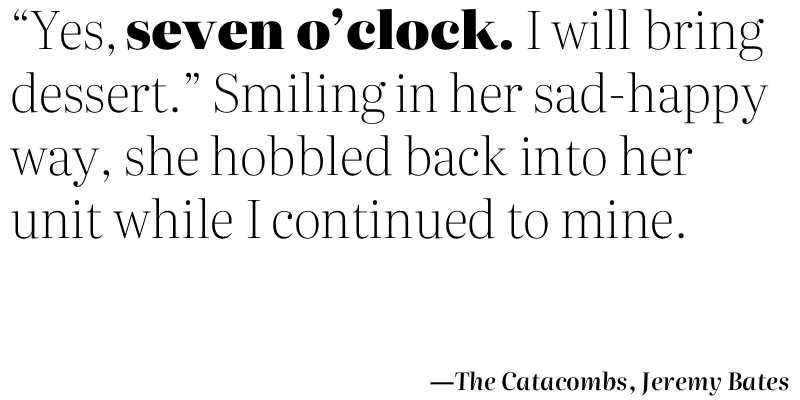 “Yes, seven o’clock. I will bring
dessert.” Smiling in her sad-happy
way, she hobbled back into her
unit while I continued to mine.
—The Catacombs, Jeremy Bates